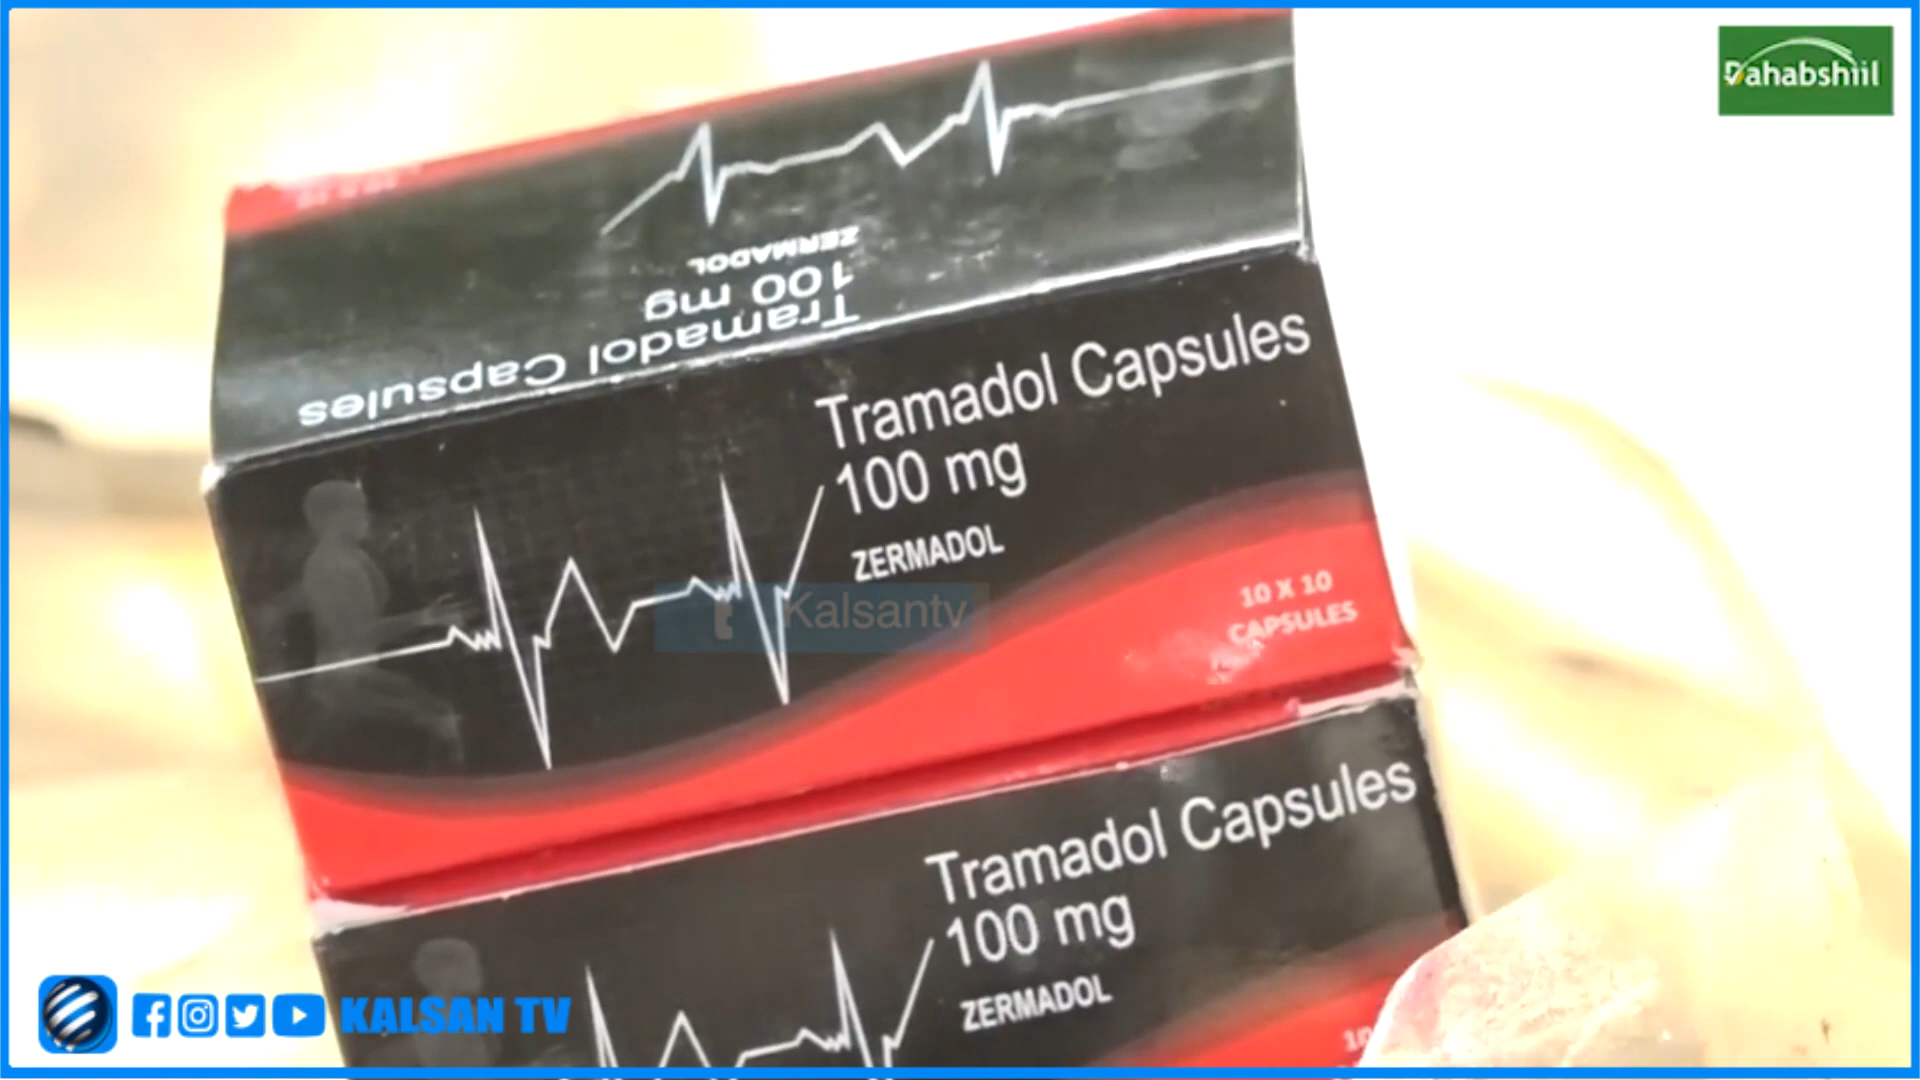 Dahabshiil
ZERMADOL
100 mg
Tramadol Capsules
Tramadol Capsules
100 mg
ZERMADOL
10 X 10
CAPSULES
Kalsantv
Tramadol Capsules
100 mg
ZERMADOL
10
KALSAN TV